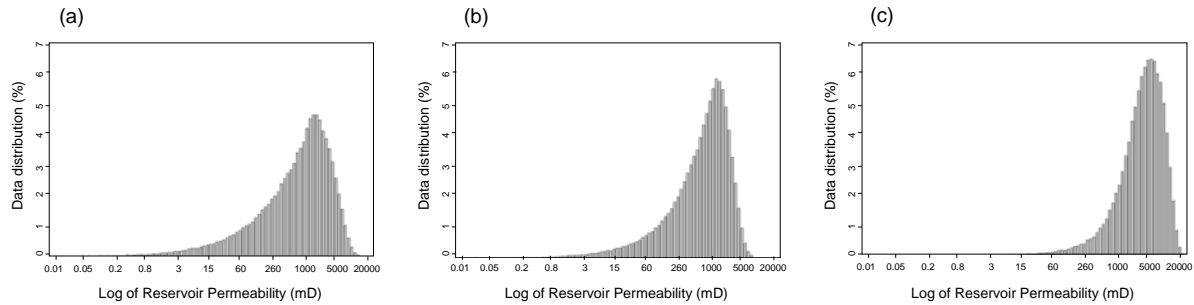 (a)
(b)
(c)
Data distribution (%)
0 1 2 3 4 5 6 7
0.01 0.05 0.2 0.8 3 15 60 260 1000 5000 20000
Log of Reservoir Permeability (mD)
Data distribution (%)
0 1 2 3 4 5 6 7
0.01 0.05 0.2 0.8 3 15 60 260 1000 5000 20000
Log of Reservoir Permeability (mD)
Data distribution (%)
0 1 2 3 4 5 6 7
0.01 0.05 0.2 0.8 3 15 60 260 1000 5000 20000
Log of Reservoir Permeability (mD)